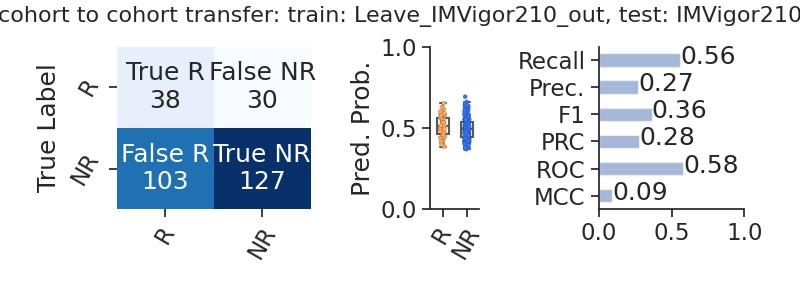 cohort to cohort transfer: train: Leave_IMVigor210_out, test: IMVigor210
True Label
R
NR
True R
38
False NR
30
False R
103
True NR
127
R
NR
Pred. Prob.
1.0
0.5
0.0
R
NR
Recall
0.56
Prec.
0.27
F1
0.36
PRC
0.28
ROC
0.58
MCC
0.09
0.0
0.5
1.0